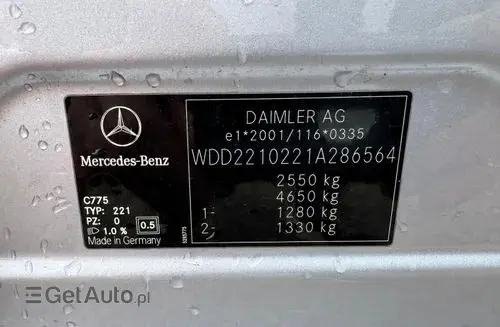 DAIMLER AG
e1*2001/116*0335
WDD2210221A286564
2550 kg
4650 kg
1- 1280 kg
2- 1330 kg
Mercedes-Benz
C775
TYP: 221
PZ: 0
1.0 % 0.5
Made in Germany
GetAuto.pl